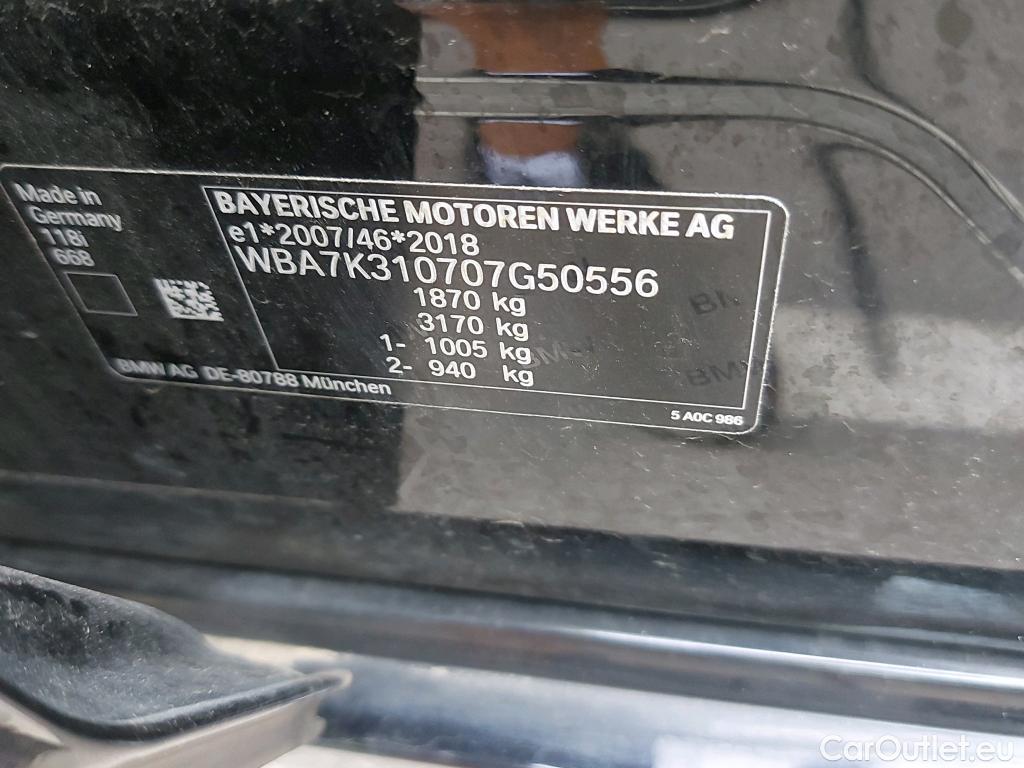 Made in
Germany
118i
668
BAYERISCHE MOTOREN WERKE AG
e1*2007/46*2018
WBA7K310707G50556
1870 kg
3170 kg
1- 1005 kg
2- 940 kg
BMW AG DE-80788 München
5 A0C 986
CarOutlet.eu